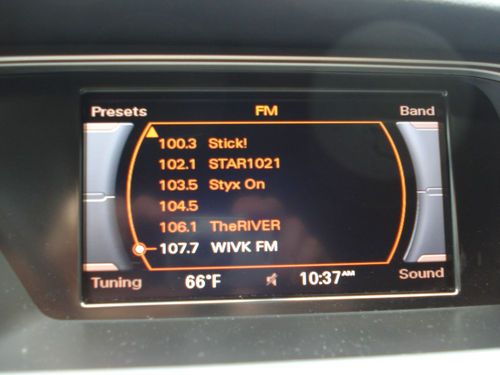 Presets FM Band
100.3 Stick!
102.1 STAR1021
103.5 Styx On
104.5
106.1 TheRIVER
107.7 WIVK FM
Tuning 66°F 10:37AM Sound